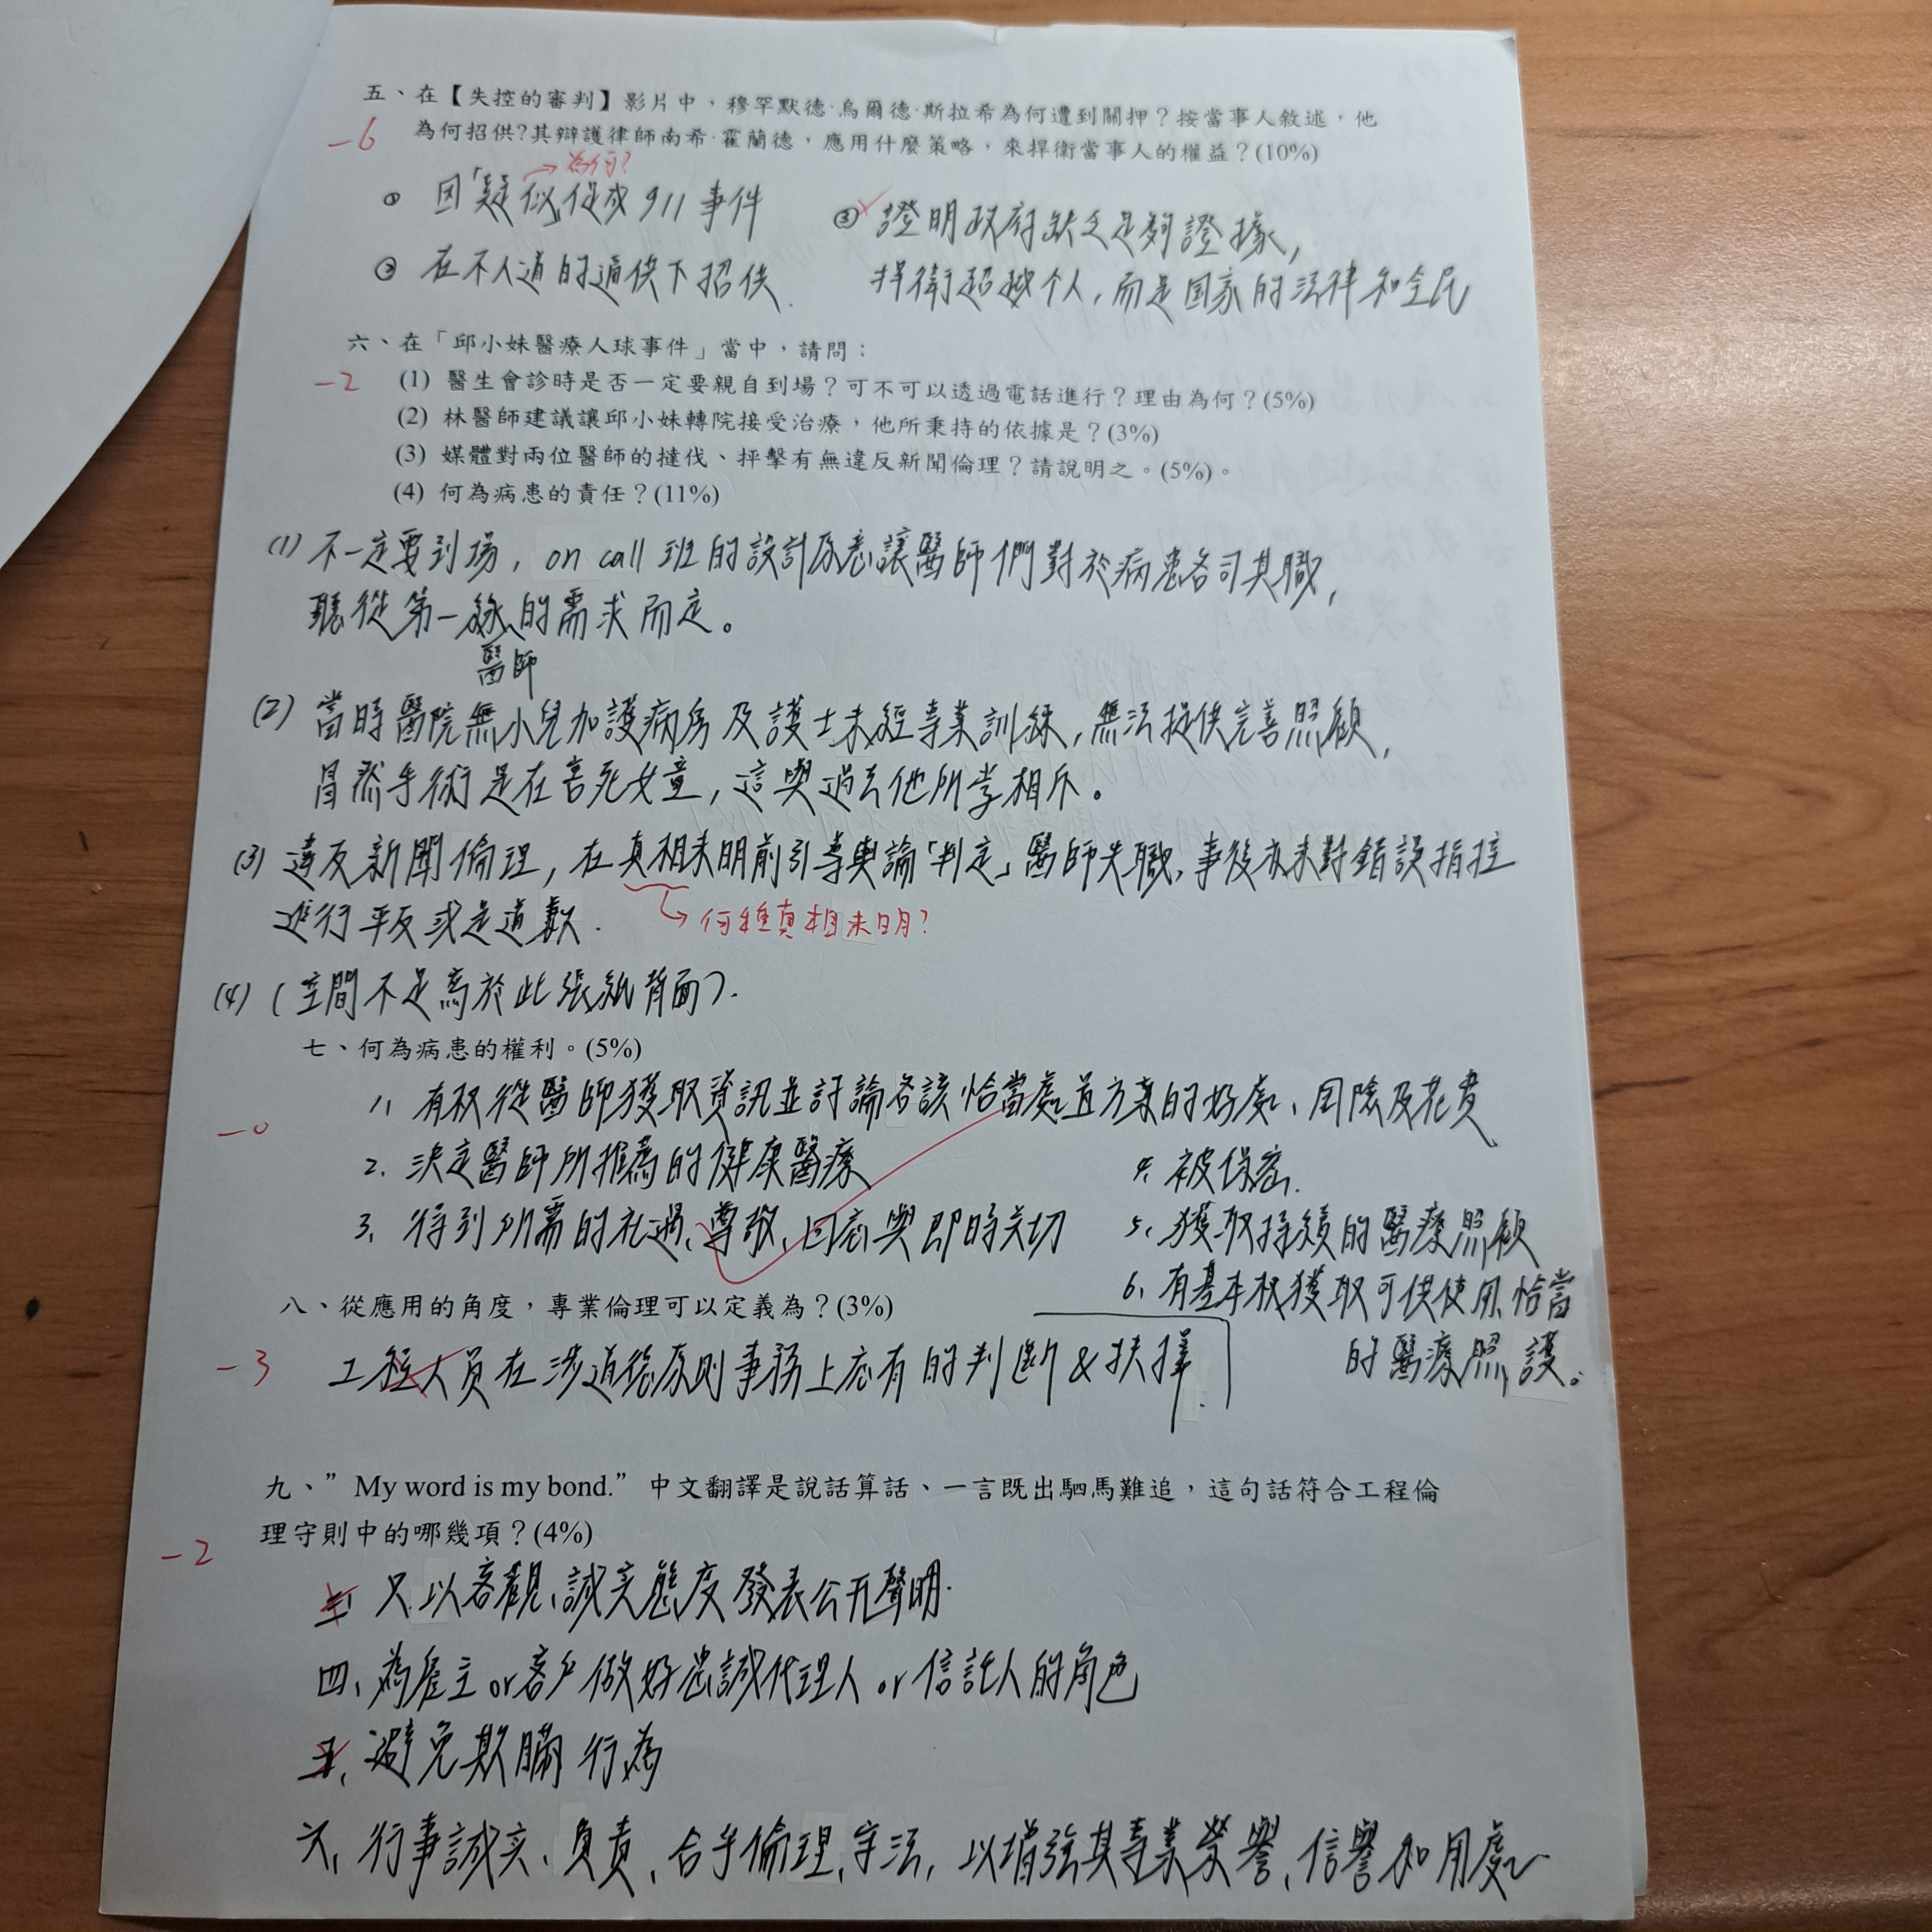 五、在【失控的審判】影片中，穆罕默德·烏爾德·斯拉希為何遭到關押？按當事人敘述，他
為何招供?其辯護律師南希·霍蘭德，應用什麼策略，來捍衛當事人的權益？(10%)
-6
→為何?
① 因「疑似」促成911事件
② 在不人道的逼供下招供.
③ 證明政府缺乏足夠證據,
捍衛超越个人,而是国家的法律和全民
六、在「邱小妹醫療人球事件」當中，請問：
-2
(1) 醫生會診時是否一定要親自到場？可不可以透過電話進行？理由為何？(5%)
(2) 林醫師建議讓邱小妹轉院接受治療，他所秉持的依據是？(3%)
(3) 媒體對兩位醫師的撻伐、抨擊有無違反新聞倫理？請說明之。(5%)。
(4) 何為病患的責任？(11%)
(1) 不一定要到場, on call 班的設計原意讓醫師們對於病患各司其職,
聽從第一線醫師的需求而定。
(2) 當時醫院無小兒加護病房及護士未經專業訓練,無法提供完善照顧,
冒然手術是在害死女童,這與過去他所學相斥。
(3) 違反新聞倫理,在真相未明前引導輿論「判定」醫師失職,事後亦未對錯誤指控
進行平反或是道歉.
→何種真相未明?
(4) (空間不足寫於此張紙背面).
七、何為病患的權利。(5%)
-0
1. 有权從醫師獲取資訊並討論各該恰當處置方案的好處、風險及花費
2. 決定醫師所推薦的健康醫療
3. 得到所需的礼遇、尊敬、回應與即時关切
4. 被保密.
5. 獲取持續的醫療照顧
6. 有基本权獲取可供使用恰當
的醫療照護。
八、從應用的角度，專業倫理可以定義為？(3%)
-3
工程人員在涉道德原則事務上應有的判斷&抉擇.
九、”My word is my bond.” 中文翻譯是說話算話、一言既出駟馬難追，這句話符合工程倫
理守則中的哪幾項？(4%)
-2
三、只以客觀、誠实態度發表公開聲明.
四、為雇主or客戶做好忠誠代理人or信託人的角色
五、避免欺瞞行為
六、行事誠实、負責、合乎倫理、守法,以增強其專業榮譽、信譽和用處